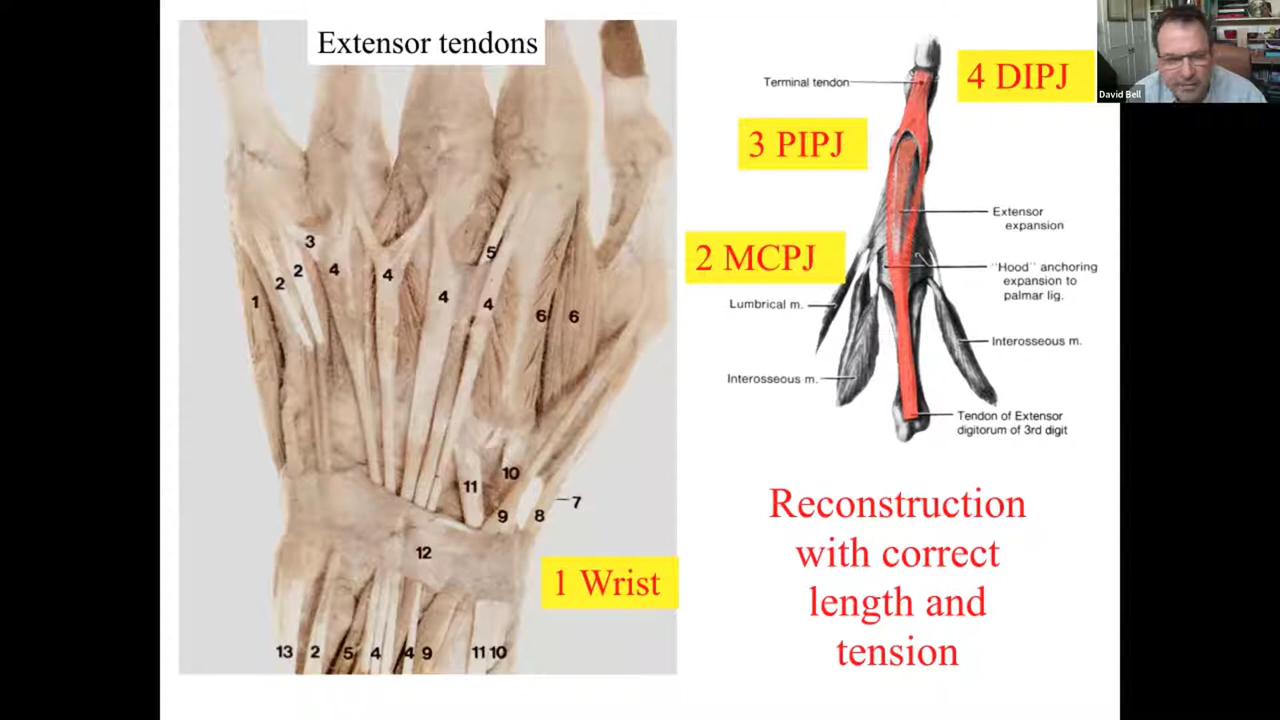 Extensor tendons
3
2
2
4
4
5
1
4
4
6
6
10
11
7
9
8
12
1 Wrist
13
2
5
4
4
9
11
10
Terminal tendon
4 DIPJ
David Bell
3 PIPJ
Extensor
expansion
2 MCPJ
"Hood" anchoring
expansion to
palmar lig.
Lumbrical m.
Interosseous m.
Interosseous m.
Tendon of Extensor
digitorum of 3rd digit
Reconstruction
with correct
length and
tension